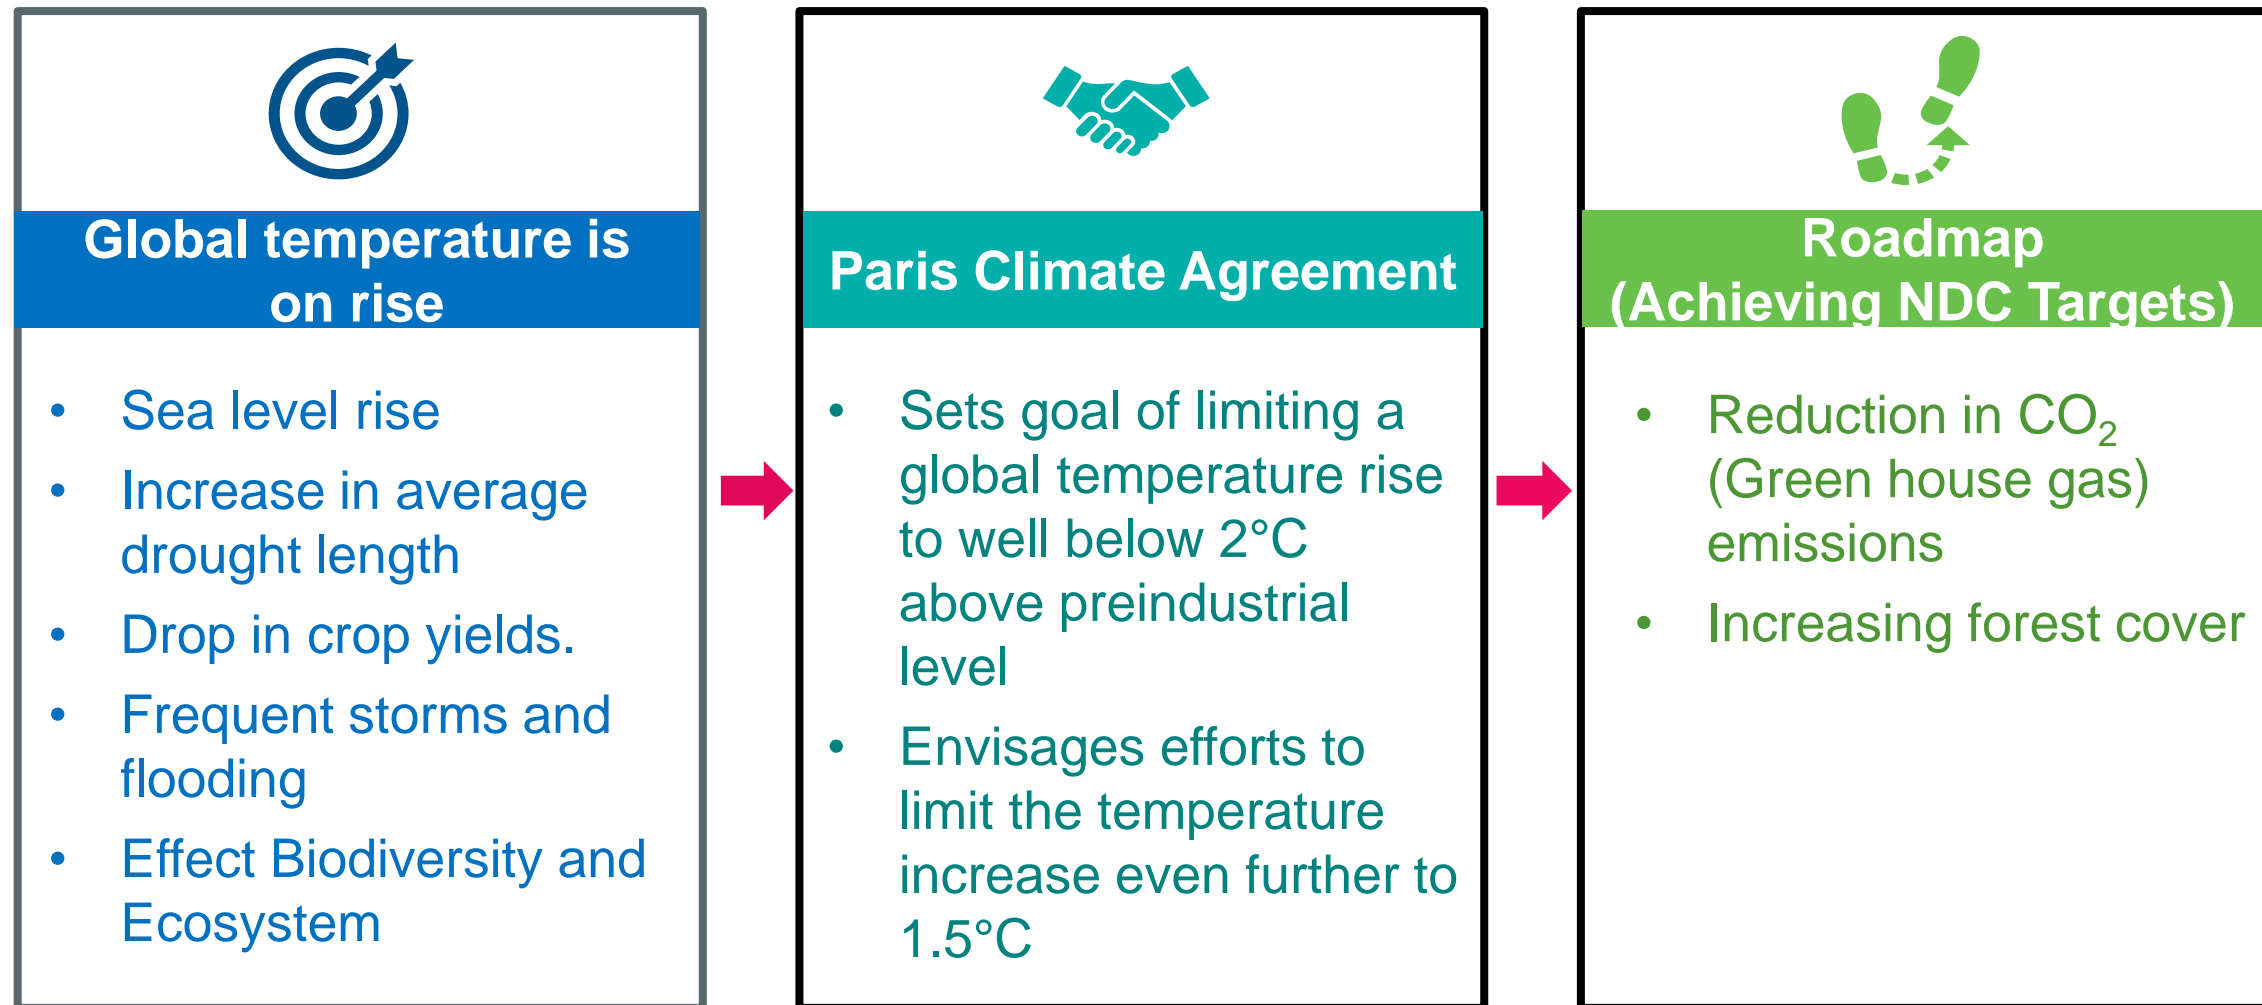 Global temperature is
on rise
• Sea level rise
• Increase in average
drought length
• Drop in crop yields.
• Frequent storms and
flooding
• Effect Biodiversity and
Ecosystem
Paris Climate Agreement
• Sets goal of limiting a
global temperature rise
to well below 2°C
above preindustrial
level
• Envisages efforts to
limit the temperature
increase even further to
1.5°C
Roadmap
(Achieving NDC Targets)
• Reduction in CO₂
(Green house gas)
emissions
• Increasing forest cover